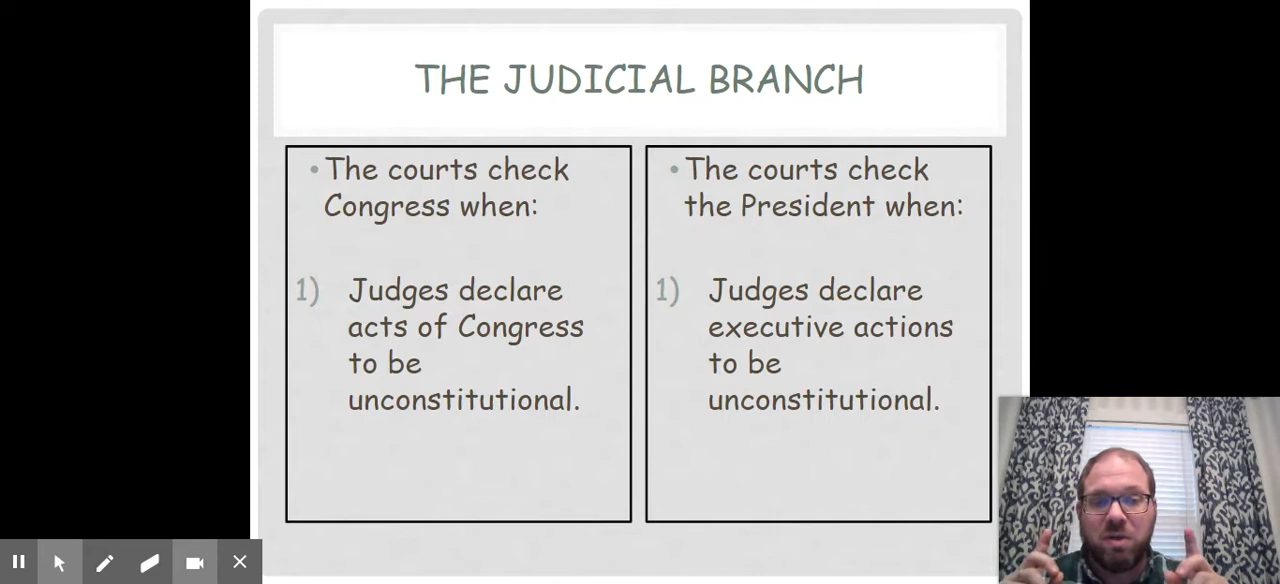 THE JUDICIAL BRANCH
• The courts check
Congress when:
1) Judges declare
acts of Congress
to be
unconstitutional.
• The courts check
the President when:
1) Judges declare
executive actions
to be
unconstitutional.